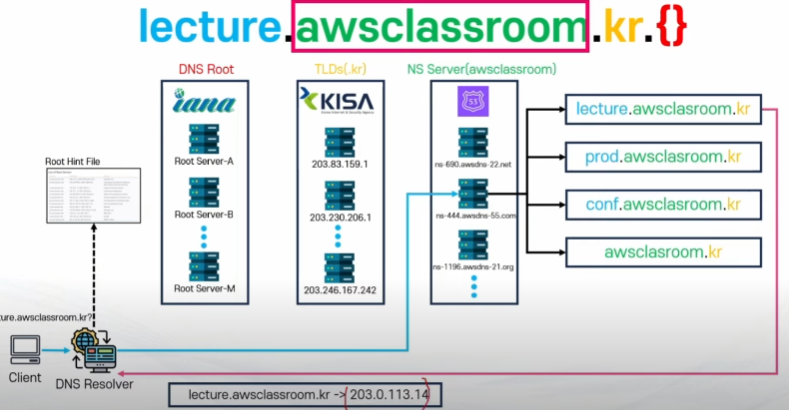 lecture.awsclassroom.kr.{}
DNS Root
TLDs(.kr)
NS Server(awsclassroom)
iana
Root Server-A
Root Server-B
Root Server-M
KISA
203.83.159.1
203.230.206.1
203.246.167.242
53
ns-690.awsdns-22.net
ns-444.awsdns-55.com
ns-1196.awsdns-21.org
lecture.awsclasroom.kr
prod.awsclasroom.kr
conf.awsclasroom.kr
awsclasroom.kr
Root Hint File
ture.awsclassroom.kr?
Client
DNS Resolver
lecture.awsclassroom.kr -> 203.0.113.14